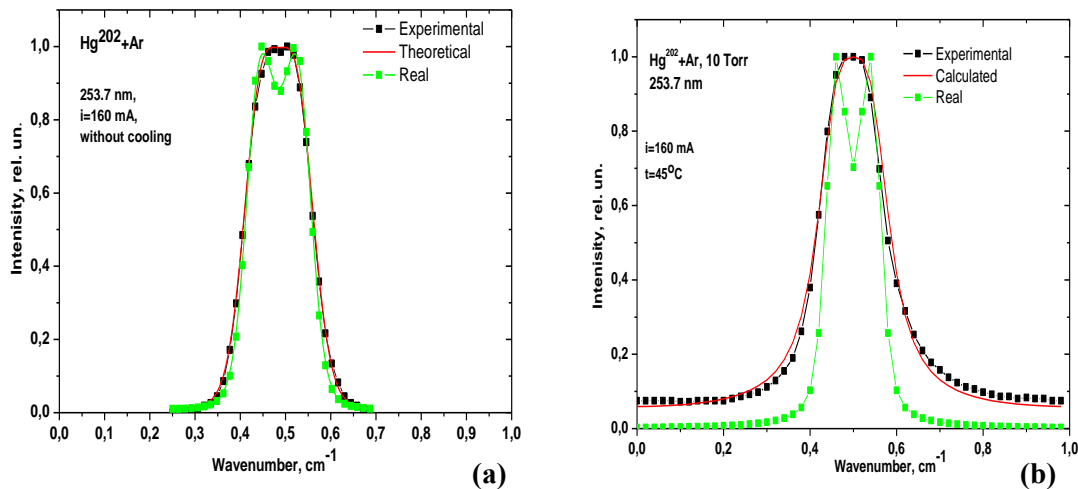 Hg202+Ar
253.7 nm,
i=160 mA,
without cooling
Experimental
Theoretical
Real
Intenisity, rel. un.
1,0
0,8
0,6
0,4
0,2
0,0
0,0 0,1 0,2 0,3 0,4 0,5 0,6 0,7 0,8 0,9 1,0
Wavenumber, cm-1
(a)
Hg202+Ar, 10 Torr
253.7 nm
i=160 mA
t=45oC
Experimental
Calculated
Real
Intenisity, rel. un.
1,0
0,8
0,6
0,4
0,2
0,0
0,0 0,2 0,4 0,6 0,8 1,0
Wavenumber, cm-1
(b)